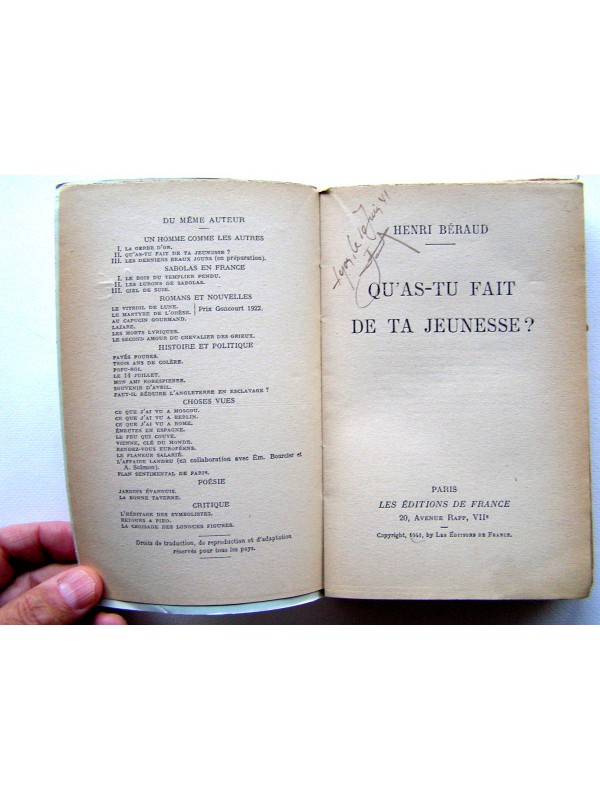 DU MÊME AUTEUR
UN HOMME COMME LES AUTRES
I. LA GERBE D'OR.
II. QU'AS-TU FAIT DE TA JEUNESSE ?
III. LES DERNIERS BEAUX JOURS (en préparation).
SABOLAS EN FRANCE
I. LE BOIS DU TEMPLIER PENDU.
II. LES LURONS DE SABOLAS.
III. CIEL DE SUIE.
ROMANS ET NOUVELLES
LE VITRIOL DE LUNE.
LE MARTYRE DE L'OBÈSE. Prix Goncourt 1922.
AU CAPUCIN GOURMAND.
LAZARE.
LES MORTS LYRIQUES.
LE SECOND AMOUR DU CHEVALIER DES GRIEUX.
HISTOIRE ET POLITIQUE
PAVÉS ROUGES.
TROIS ANS DE COLÈRE.
POPU-ROI.
LE 14 JUILLET.
MON AMI ROBESPIERRE.
SOUVENIR D'AVRIL.
FAUT-IL RÉDUIRE L'ANGLETERRE EN ESCLAVAGE ?
CHOSES VUES
CE QUE J'AI VU A MOSCOU.
CE QUE J'AI VU A BERLIN.
CE QUE J'AI VU A ROME.
ÉMEUTES EN ESPAGNE.
LE FEU QUI COUVE.
VIENNE, CLÉ DU MONDE.
RENDEZ-VOUS EUROPÉENS.
LE FLANEUR SALARIÉ.
L'AFFAIRE LANDRU (en collaboration avec Ém. Bourcier et
A. Salmon).
PLAN SENTIMENTAL DE PARIS.
POÉSIE
JARDINS ÉVANOUIS.
LA BONNE TAVERNE.
CRITIQUE
L'HÉRITAGE DES SYMBOLISTES.
RETOURS A PIED.
LA CROISADE DES LONGUES FIGURES.
Droits de traduction, de reproduction et d'adaptation
réservés pour tous les pays.
le 10 Juin 41
HENRI BÉRAUD
QU'AS-TU FAIT
DE TA JEUNESSE ?
PARIS
LES ÉDITIONS DE FRANCE
20, AVENUE RAPP, VIIe
Copyright, 1941, by LES ÉDITIONS DE FRANCE.